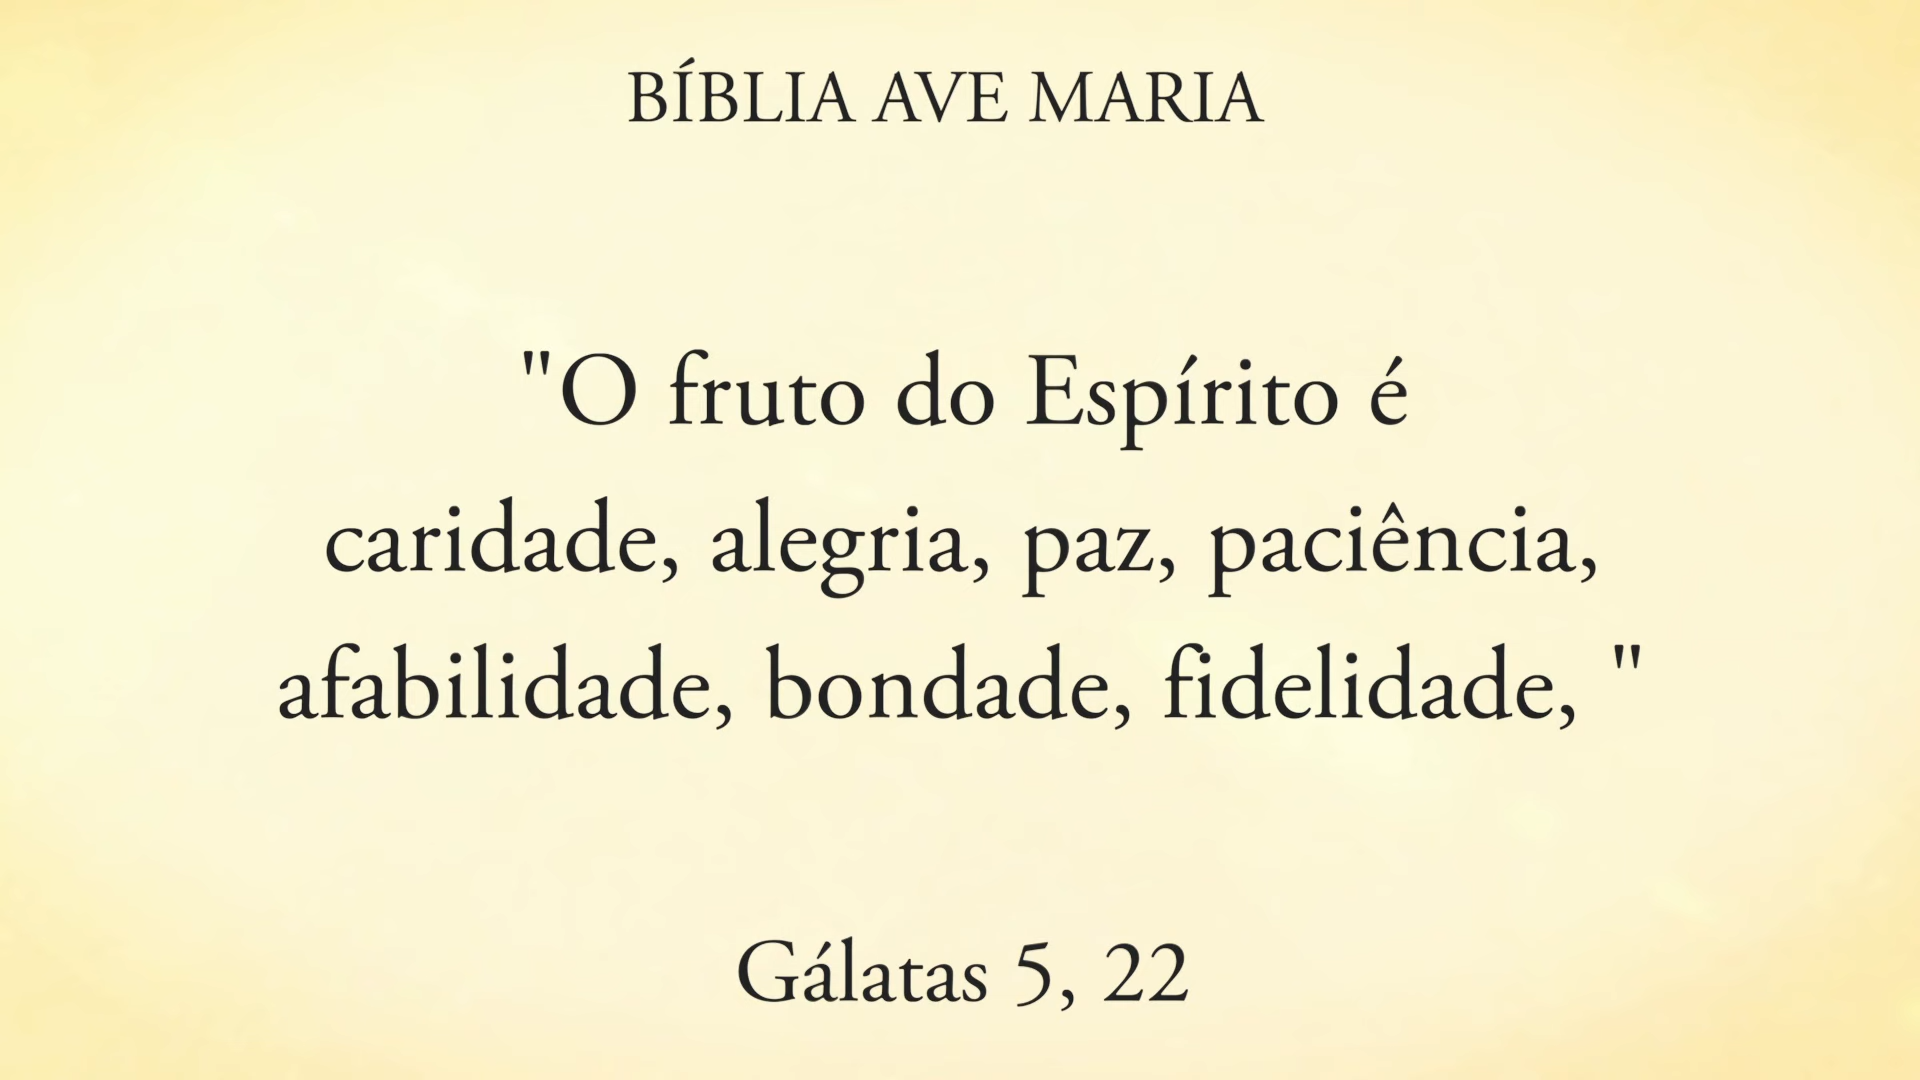 BÍBLIA AVE MARIA
"O fruto do Espírito é
caridade, alegria, paz, paciência,
afabilidade, bondade, fidelidade, "
Gálatas 5, 22